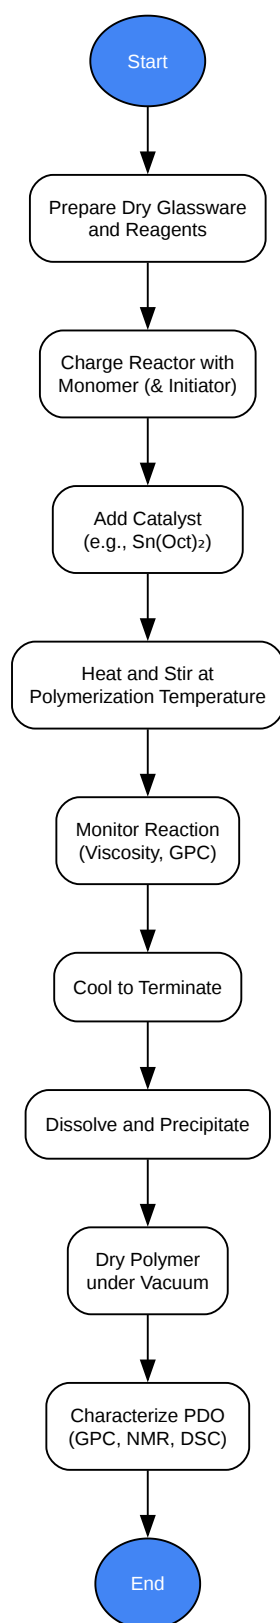 Start
Prepare Dry Glassware
and Reagents
Charge Reactor with
Monomer (& Initiator)
Add Catalyst
(e.g., Sn(Oct)₂)
Heat and Stir at
Polymerization Temperature
Monitor Reaction
(Viscosity, GPC)
Cool to Terminate
Dissolve and Precipitate
Dry Polymer
under Vacuum
Characterize PDO
(GPC, NMR, DSC)
End